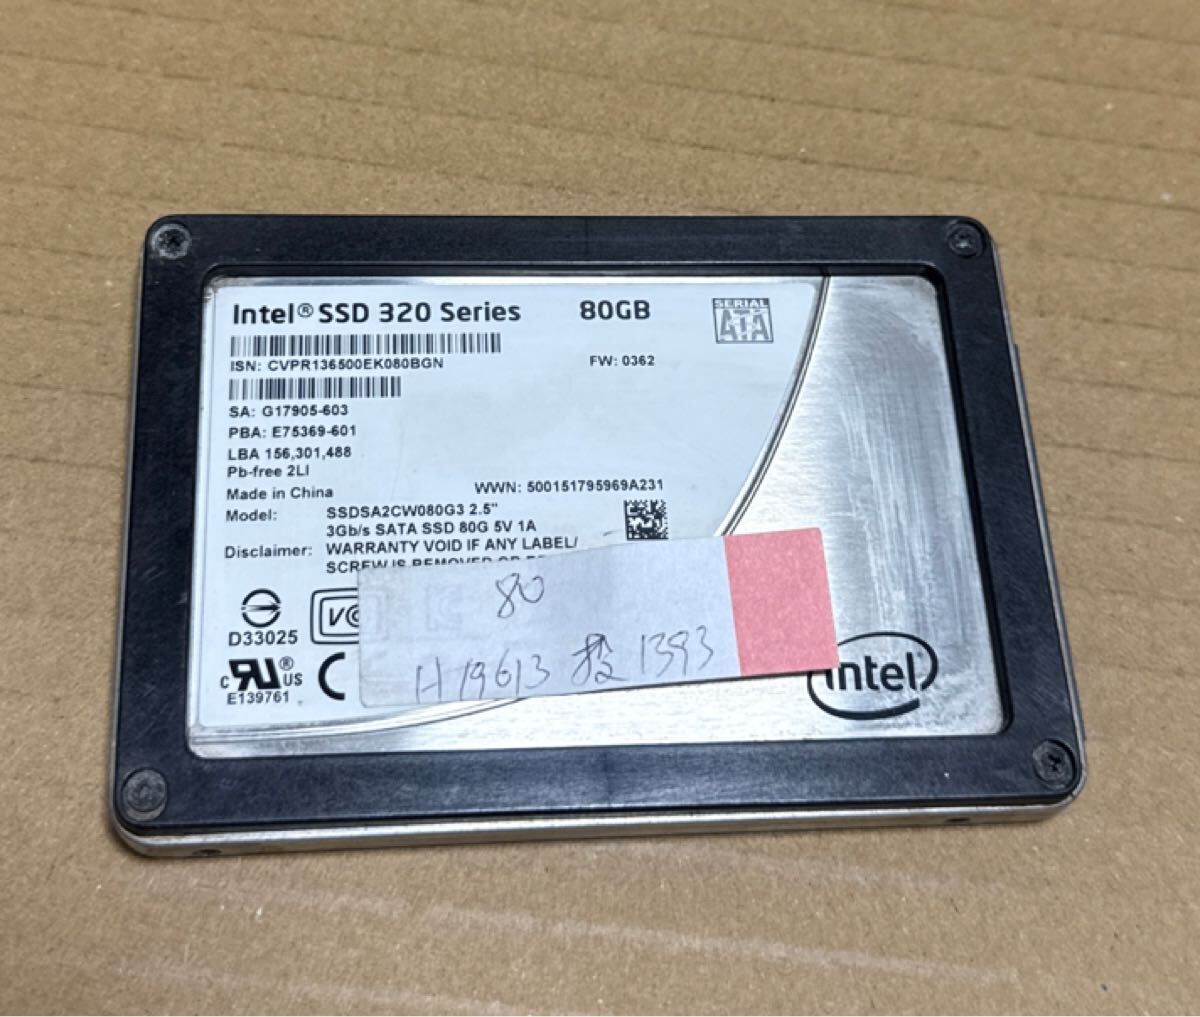 Intel® SSD 320 Series 80GB
SERIAL ATA
ISN: CVPR136500EK080BGN FW: 0362
SA: G17905-603
PBA: E75369-601
LBA 156,301,488
Pb-free 2LI
Made in China
WWN: 500151795969A231
Model: SSDSA2CW080G3 2.5"
3Gb/s SATA SSD 80G 5V 1A
Disclaimer: WARRANTY VOID IF ANY LABEL/
SCREW IS REMOVED OR
80
D33025
H19613 1393
c UR ® US
E139761
intel